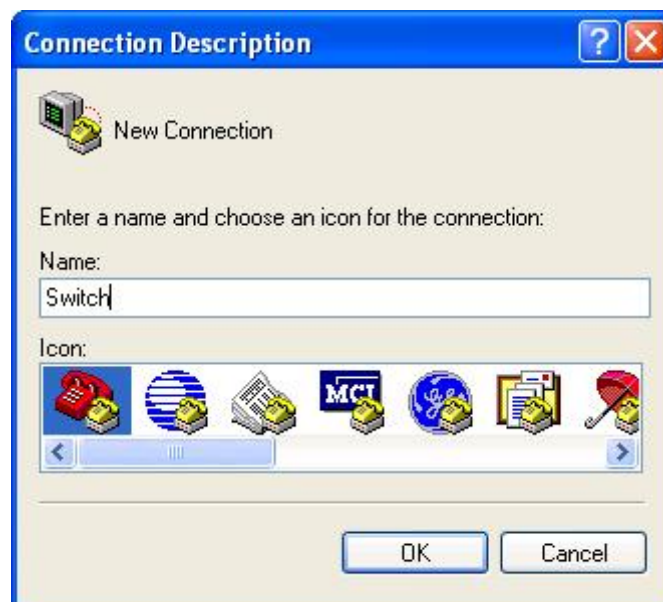 Connection Description
New Connection
Enter a name and choose an icon for the connection:
Name:
Switch
Icon:
MCI
OK
Cancel